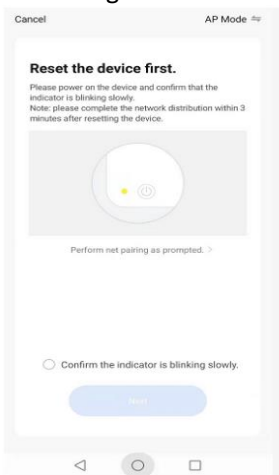 Cancel AP Mode
Reset the device first.
Please power on the device and confirm that the
indicator is blinking slowly.
Note: please complete the network distribution within 3
minutes after resetting the device.
Perform net pairing as prompted. >
Confirm the indicator is blinking slowly.
Next